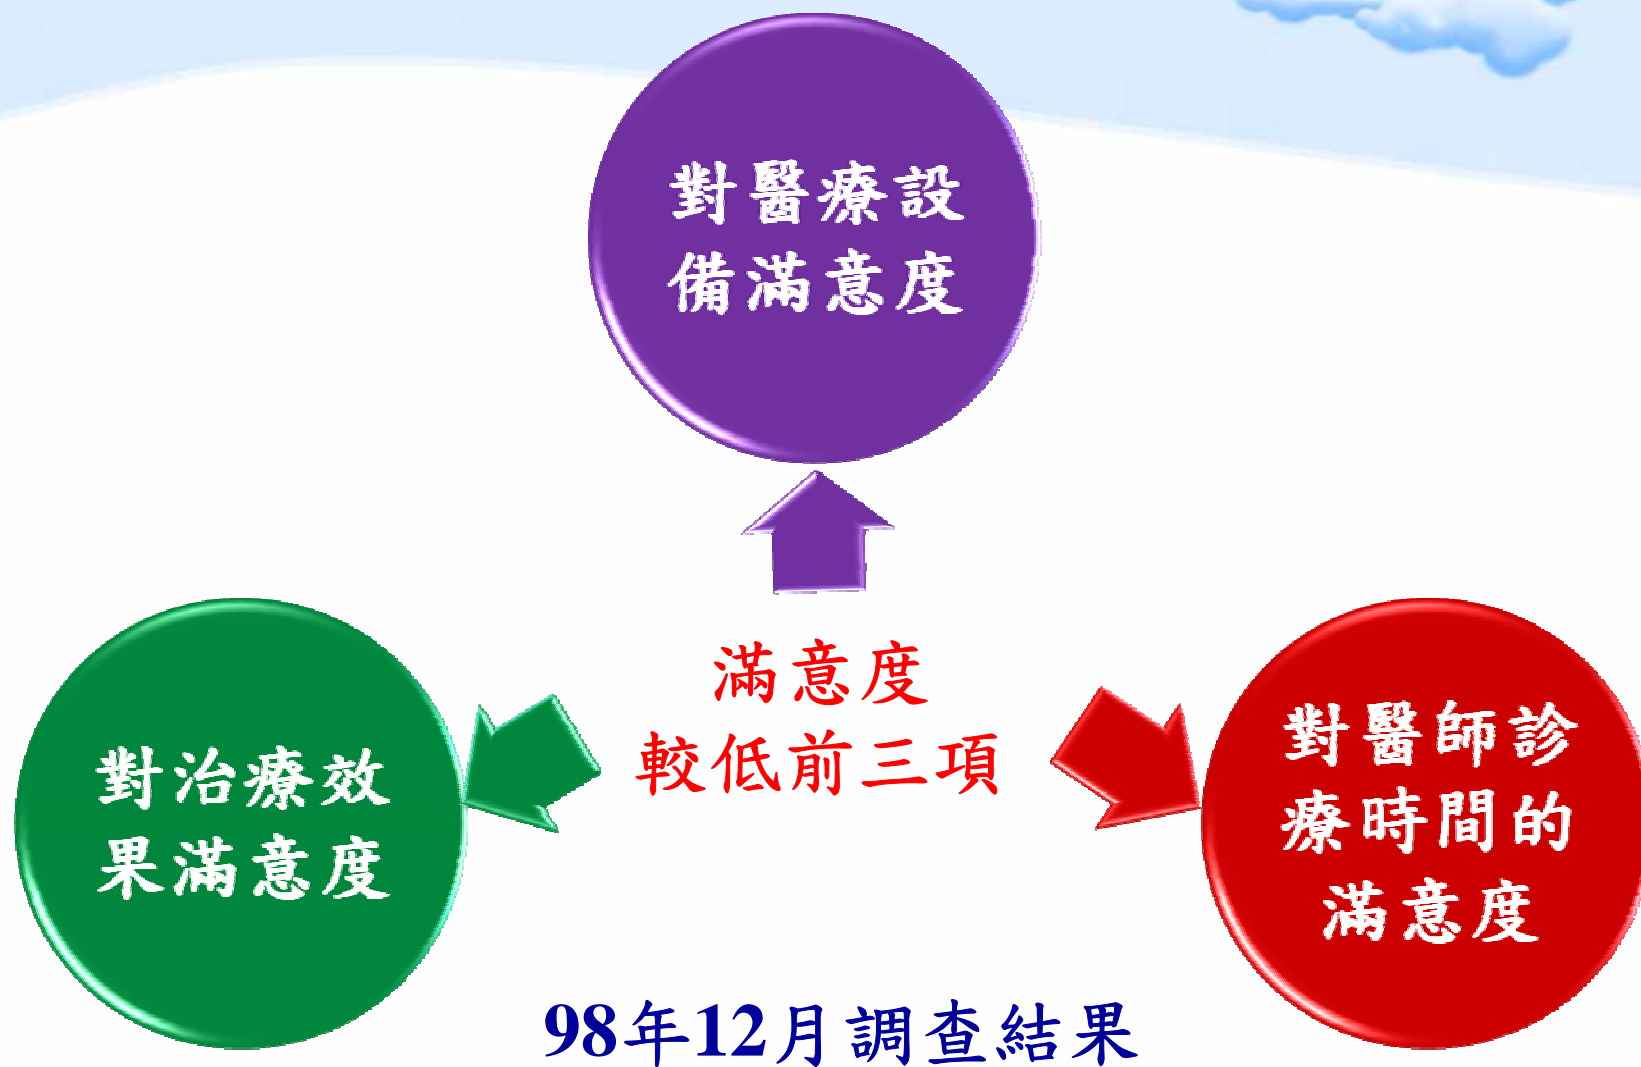 對醫療設
備滿意度
滿意度
較低前三項
對治療效
果滿意度
對醫師診
療時間的
滿意度
98年12月調查結果